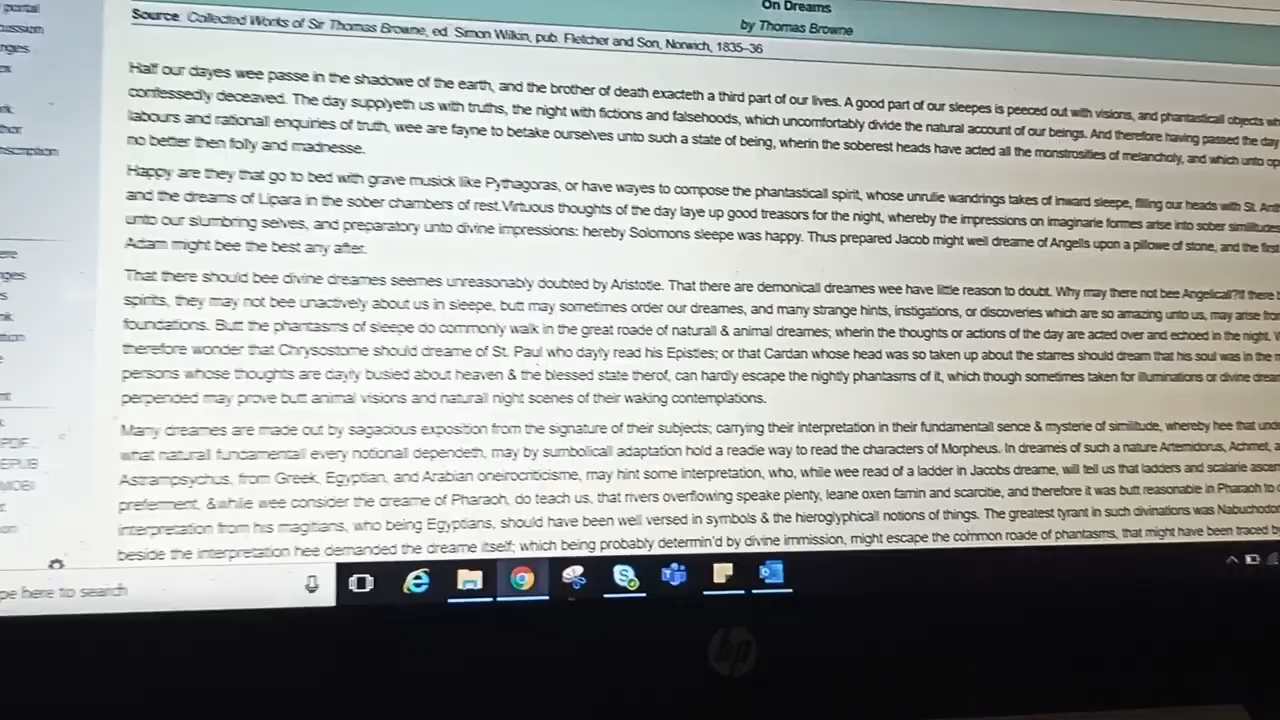 portal
On Dreams
by Thomas Browne
Source: Collected Works of Sir Thomas Browne, ed. Simon Wilkin, pub. Fletcher and Son, Norwich, 1835–36
Half our dayes wee passe in the shadowe of the earth, and the brother of death exacteth a third part of our lives. A good part of our sleepes is peeced out with visions, and phantasticall objects
confessedly deceaved. The day supplyeth us with truths, the night with fictions and falsehoods, which uncomfortably divide the natural account of our beings. And therefore having passed the day
labours and rationall enquiries of truth, wee are fayne to betake ourselves unto such a state of being, wherin the soberest heads have acted all the monstrosities of melancholy, and which unto
no better then folly and madnesse.
Happy are they that go to bed with grave musick like Pythagoras, or have wayes to compose the phantasticall spirit, whose unrulie wandrings takes of inward sleepe, filling our heads with St.
and the dreams of Lipara in the sober chambers of rest.Virtuous thoughts of the day laye up good treasors for the night, whereby the impressions on imaginarie formes arise into sober similitudes
unto our slumbring selves, and preparatory unto divine impressions: hereby Solomons sleepe was happy. Thus prepared Jacob might well dreame of Angells upon a pillowe of stone, and the first
Adam might bee the best any after.
That there should bee divine dreames seemes unreasonably doubted by Aristotle. That there are demonicall dreames wee have little reason to doubt. Why may there not bee Angelicall?If there
spirits, they may not bee unactively about us in sleepe, butt may sometimes order our dreames, and many strange hints, instigations, or discoveries which are so amazing unto us, may arise
foundations. Butt the phantasms of sleepe do commonly walk in the great roade of naturall & animal dreames; wherin the thoughts or actions of the day are acted over and echoed in the night.
therefore wonder that Chrysostome should dreame of St. Paul who dayly read his Epistles; or that Cardan whose head was so taken up about the starres should dream that his soul was in the
persons whose thoughts are dayly busied about heaven & the blessed state therof, can hardly escape the nightly phantasms of it, which though sometimes taken for illuminations or divine
perpended may prove butt animal visions and naturall night scenes of their waking contemplations.
Many dreames are made out by sagacious exposition from the signature of their subjects; carrying their interpretation in their fundamentall sence & mysterie of similitude, whereby hee that
what naturall fundamentall every notionall dependeth, may by sumbolicall adaptation hold a readie way to read the characters of Morpheus. In dreames of such a nature Artemidorus, Achmet,
Astrampsychus, from Greek, Egyptian, and Arabian oneirocriticisme, may hint some interpretation, who, while wee read of a ladder in Jacobs dreame, will tell us that ladders and scalarie
preferment, &while wee consider the dreame of Pharaoh, do teach us, that rivers overflowing speake plenty, leane oxen famin and scarcitie, and therefore it was butt reasonable in Pharaoh to
interpretation from his magitians, who being Egyptians, should have been well versed in symbols & the hieroglyphicall notions of things. The greatest tyrant in such divinations was
beside the interpretation hee demanded the dreame itself; which being probably determin'd by divine immission, might escape the common roade of phantasms, that might have been traced
PDF
EPUB
MOBI
here to search
hp